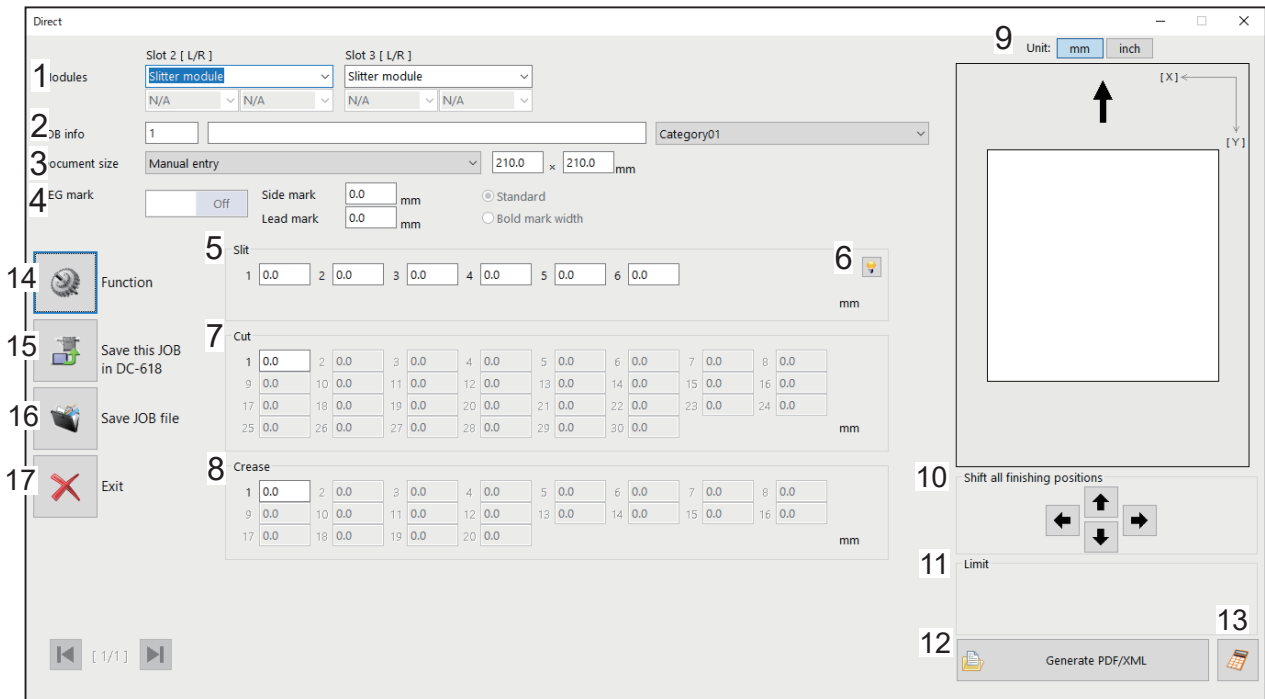 Direct
9 Unit: mm inch
Slot 2 [ L/R ] Slot 3 [ L/R ]
1 odules Slitter module Slitter module
N/A N/A N/A N/A
[ X ]
[ Y ]
2 OB info 1 Category01
3 ocument size Manual entry 210.0 × 210.0 mm
4 EG mark Off Side mark 0.0 mm Standard
Lead mark 0.0 mm Bold mark width
5 Slit 6
1 0.0 2 0.0 3 0.0 4 0.0 5 0.0 6 0.0
mm
14 Function
15 Save this JOB
in DC-618
16 Save JOB file
17 Exit
7 Cut
1 0.0 2 0.0 3 0.0 4 0.0 5 0.0 6 0.0 7 0.0 8 0.0
9 0.0 10 0.0 11 0.0 12 0.0 13 0.0 14 0.0 15 0.0 16 0.0
17 0.0 18 0.0 19 0.0 20 0.0 21 0.0 22 0.0 23 0.0 24 0.0
25 0.0 26 0.0 27 0.0 28 0.0 29 0.0 30 0.0 mm
8 Crease
1 0.0 2 0.0 3 0.0 4 0.0 5 0.0 6 0.0 7 0.0 8 0.0
9 0.0 10 0.0 11 0.0 12 0.0 13 0.0 14 0.0 15 0.0 16 0.0
17 0.0 18 0.0 19 0.0 20 0.0 mm
10 Shift all finishing positions
11 Limit
12 Generate PDF/XML 13
[ 1/1 ]